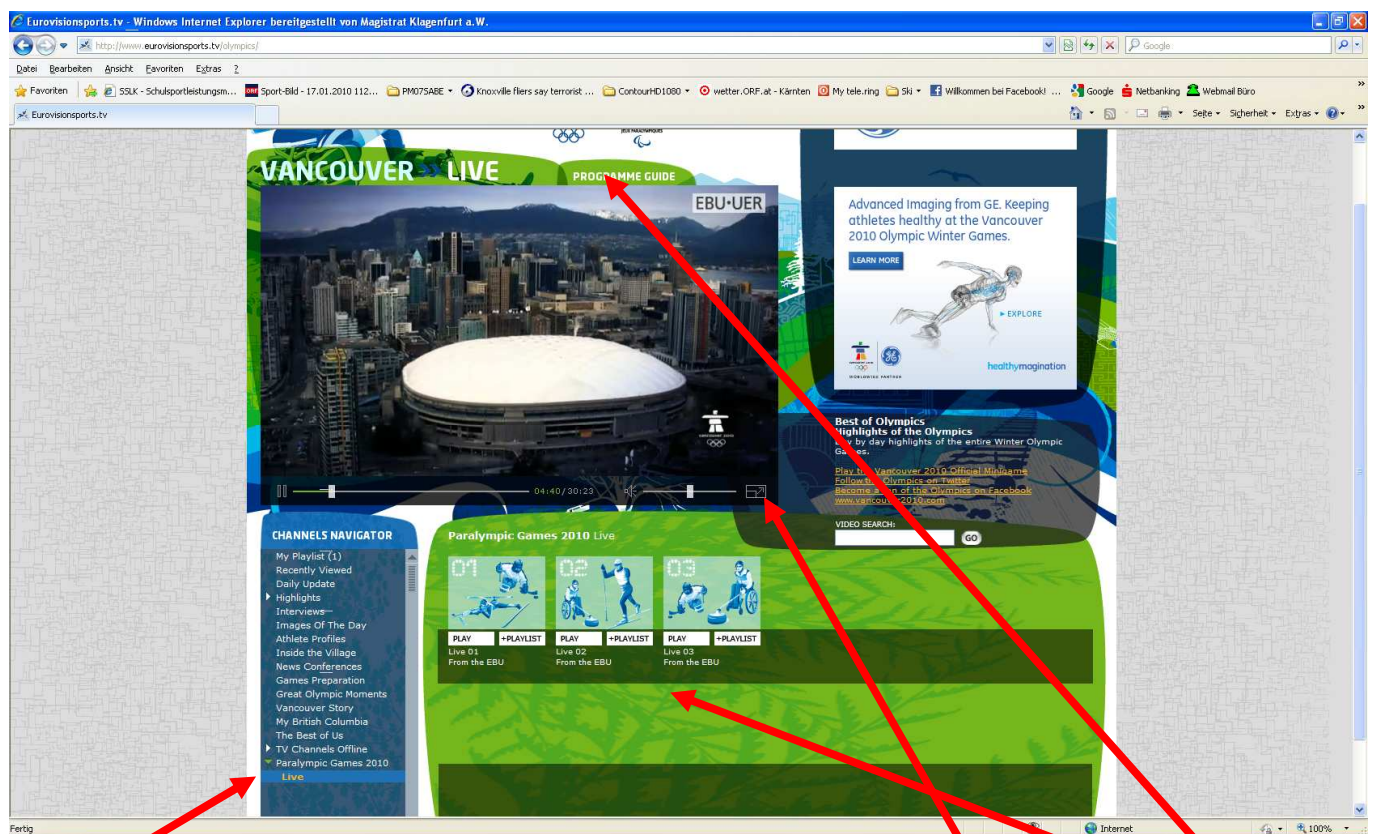 Eurovisionsports.tv - Windows Internet Explorer bereitgestellt von Magistrat Klagenfurt a.W.
http://www.eurovisionsports.tv/olympics/
Google
Datei Bearbeiten Ansicht Favoriten Extras ?
Favoriten SSLK - Schulsportleistungsm... ORF Sport-Bild - 17.01.2010 112... PM075ABE Knoxville fliers say terrorist ... ContourHD1080 wetter.ORF.at - Kärnten My tele.ring Ski Willkommen bei Facebook! ... Google Netbanking Webmail Büro »
Eurovisionsports.tv
Seite Sicherheit Extras »
VANCOUVER » LIVE
PROGRAMME GUIDE
EBU·UER
Advanced Imaging from GE. Keeping
athletes healthy at the Vancouver
2010 Olympic Winter Games.
LEARN MORE
EXPLORE
WORLDWIDE PARTNER
healthymagination
Best of Olympics
Highlights of the Olympics
Day by day highlights of the entire Winter Olympic
Games.
Play the Vancouver 2010 Official Minigame
Follow the Olympics on Twitter
Become a fan of the Olympics on Facebook
www.vancouver2010.com
04:40/30:23
VIDEO SEARCH:
GO
CHANNELS NAVIGATOR
My Playlist (1)
Recently Viewed
Daily Update
Highlights
Interviews
Images Of The Day
Athlete Profiles
Inside the Village
News Conferences
Games Preparation
Great Olympic Moments
Vancouver Story
My British Columbia
The Best of Us
TV Channels Offline
Paralympic Games 2010
Live
Paralympic Games 2010 Live
01 02 03
PLAY +PLAYLIST PLAY +PLAYLIST PLAY +PLAYLIST
Live 01 Live 02 Live 03
From the EBU From the EBU From the EBU
Fertig
Internet
100%